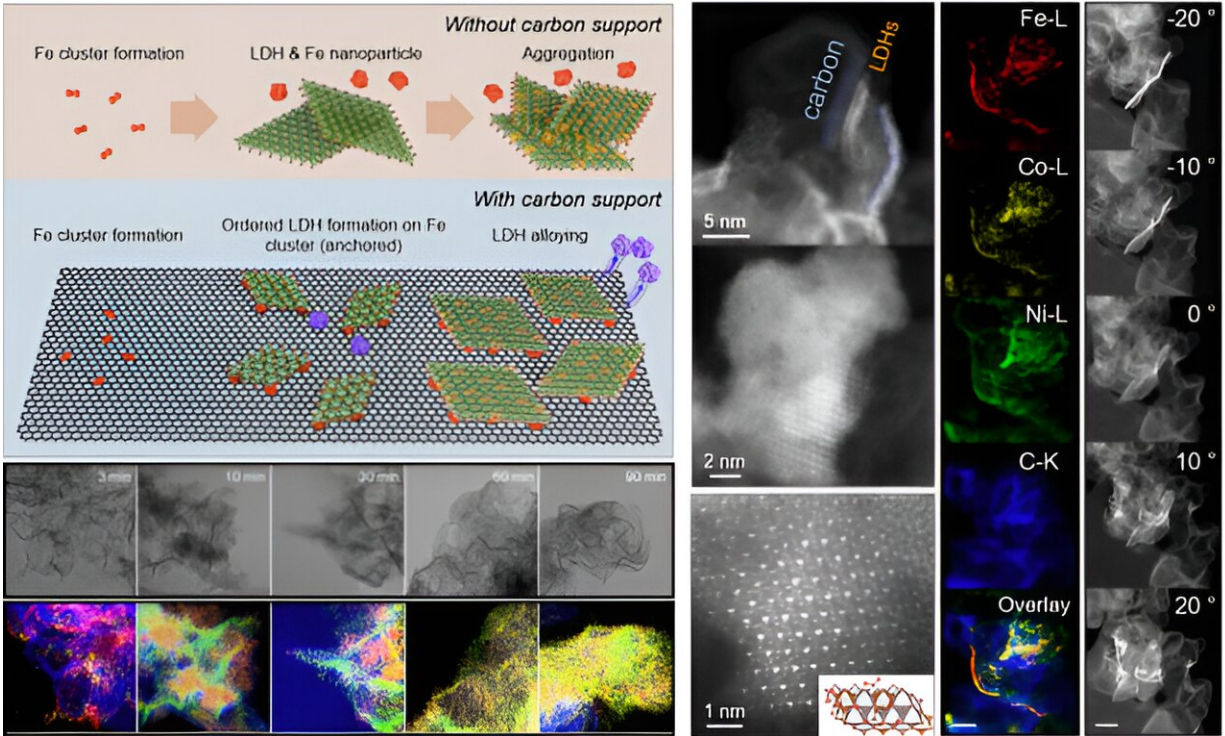 Without carbon support
Fe cluster formation
LDH & Fe nanoparticle
Aggregation
With carbon support
Fe cluster formation
Ordered LDH formation on Fe
cluster (anchored)
LDH alloying
3 min
10 min
30 min
60 min
90 min
carbon
LDHs
5 nm
2 nm
1 nm
Fe-L
Co-L
Ni-L
C-K
Overlay
-20 °
-10 °
0 °
10 °
20 °